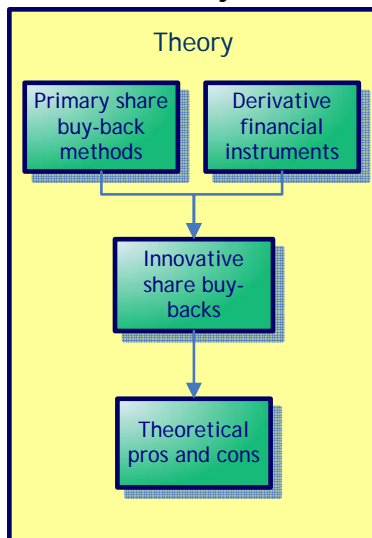 Theory
Primary share
buy-back
methods
Derivative
financial
instruments
Innovative
share buy-
backs
Theoretical
pros and cons